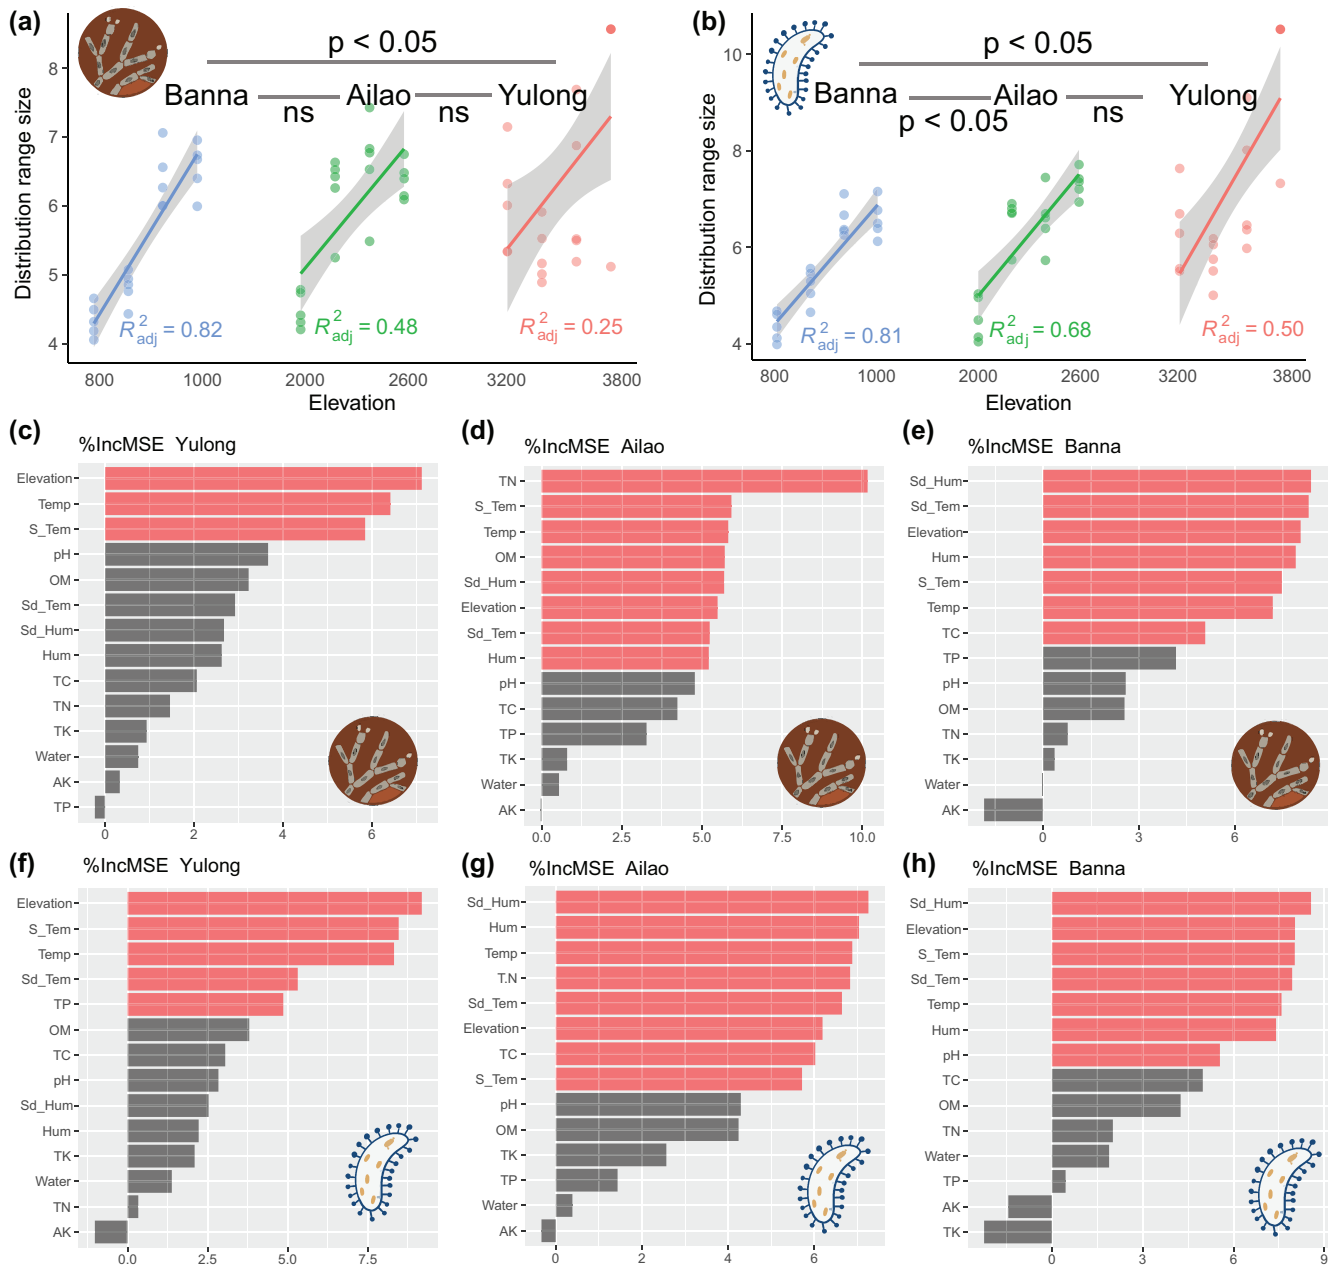 (a)
p < 0.05
Banna
Ailao
Yulong
ns
ns
Distribution range size
8
7
6
5
4
R²adj = 0.82
R²adj = 0.48
R²adj = 0.25
800
1000
2000
2600
3200
3800
Elevation
(b)
p < 0.05
Banna
Ailao
Yulong
p < 0.05
ns
Distribution range size
10
8
6
4
R²adj = 0.81
R²adj = 0.68
R²adj = 0.50
800
1000
2000
2600
3200
3800
Elevation
(c)
%IncMSE Yulong
Elevation
Temp
S_Tem
pH
OM
Sd_Tem
Sd_Hum
Hum
TC
TN
TK
Water
AK
TP
0
2
4
6
(d)
%IncMSE Ailao
TN
S_Tem
Temp
OM
Sd_Hum
Elevation
Sd_Tem
Hum
pH
TC
TP
TK
Water
AK
0.0
2.5
5.0
7.5
10.0
(e)
%IncMSE Banna
Sd_Hum
Sd_Tem
Elevation
Hum
S_Tem
Temp
TC
TP
pH
OM
TN
TK
Water
AK
0
3
6
(f)
%IncMSE Yulong
Elevation
S_Tem
Temp
Sd_Tem
TP
OM
TC
pH
Sd_Hum
Hum
TK
Water
TN
AK
0.0
2.5
5.0
7.5
(g)
%IncMSE Ailao
Sd_Hum
Hum
Temp
T.N
Sd_Tem
Elevation
TC
S_Tem
pH
OM
TK
TP
Water
AK
0
2
4
6
(h)
%IncMSE Banna
Sd_Hum
Elevation
S_Tem
Sd_Tem
Temp
Hum
pH
TC
OM
TN
Water
TP
AK
TK
0
3
6
9